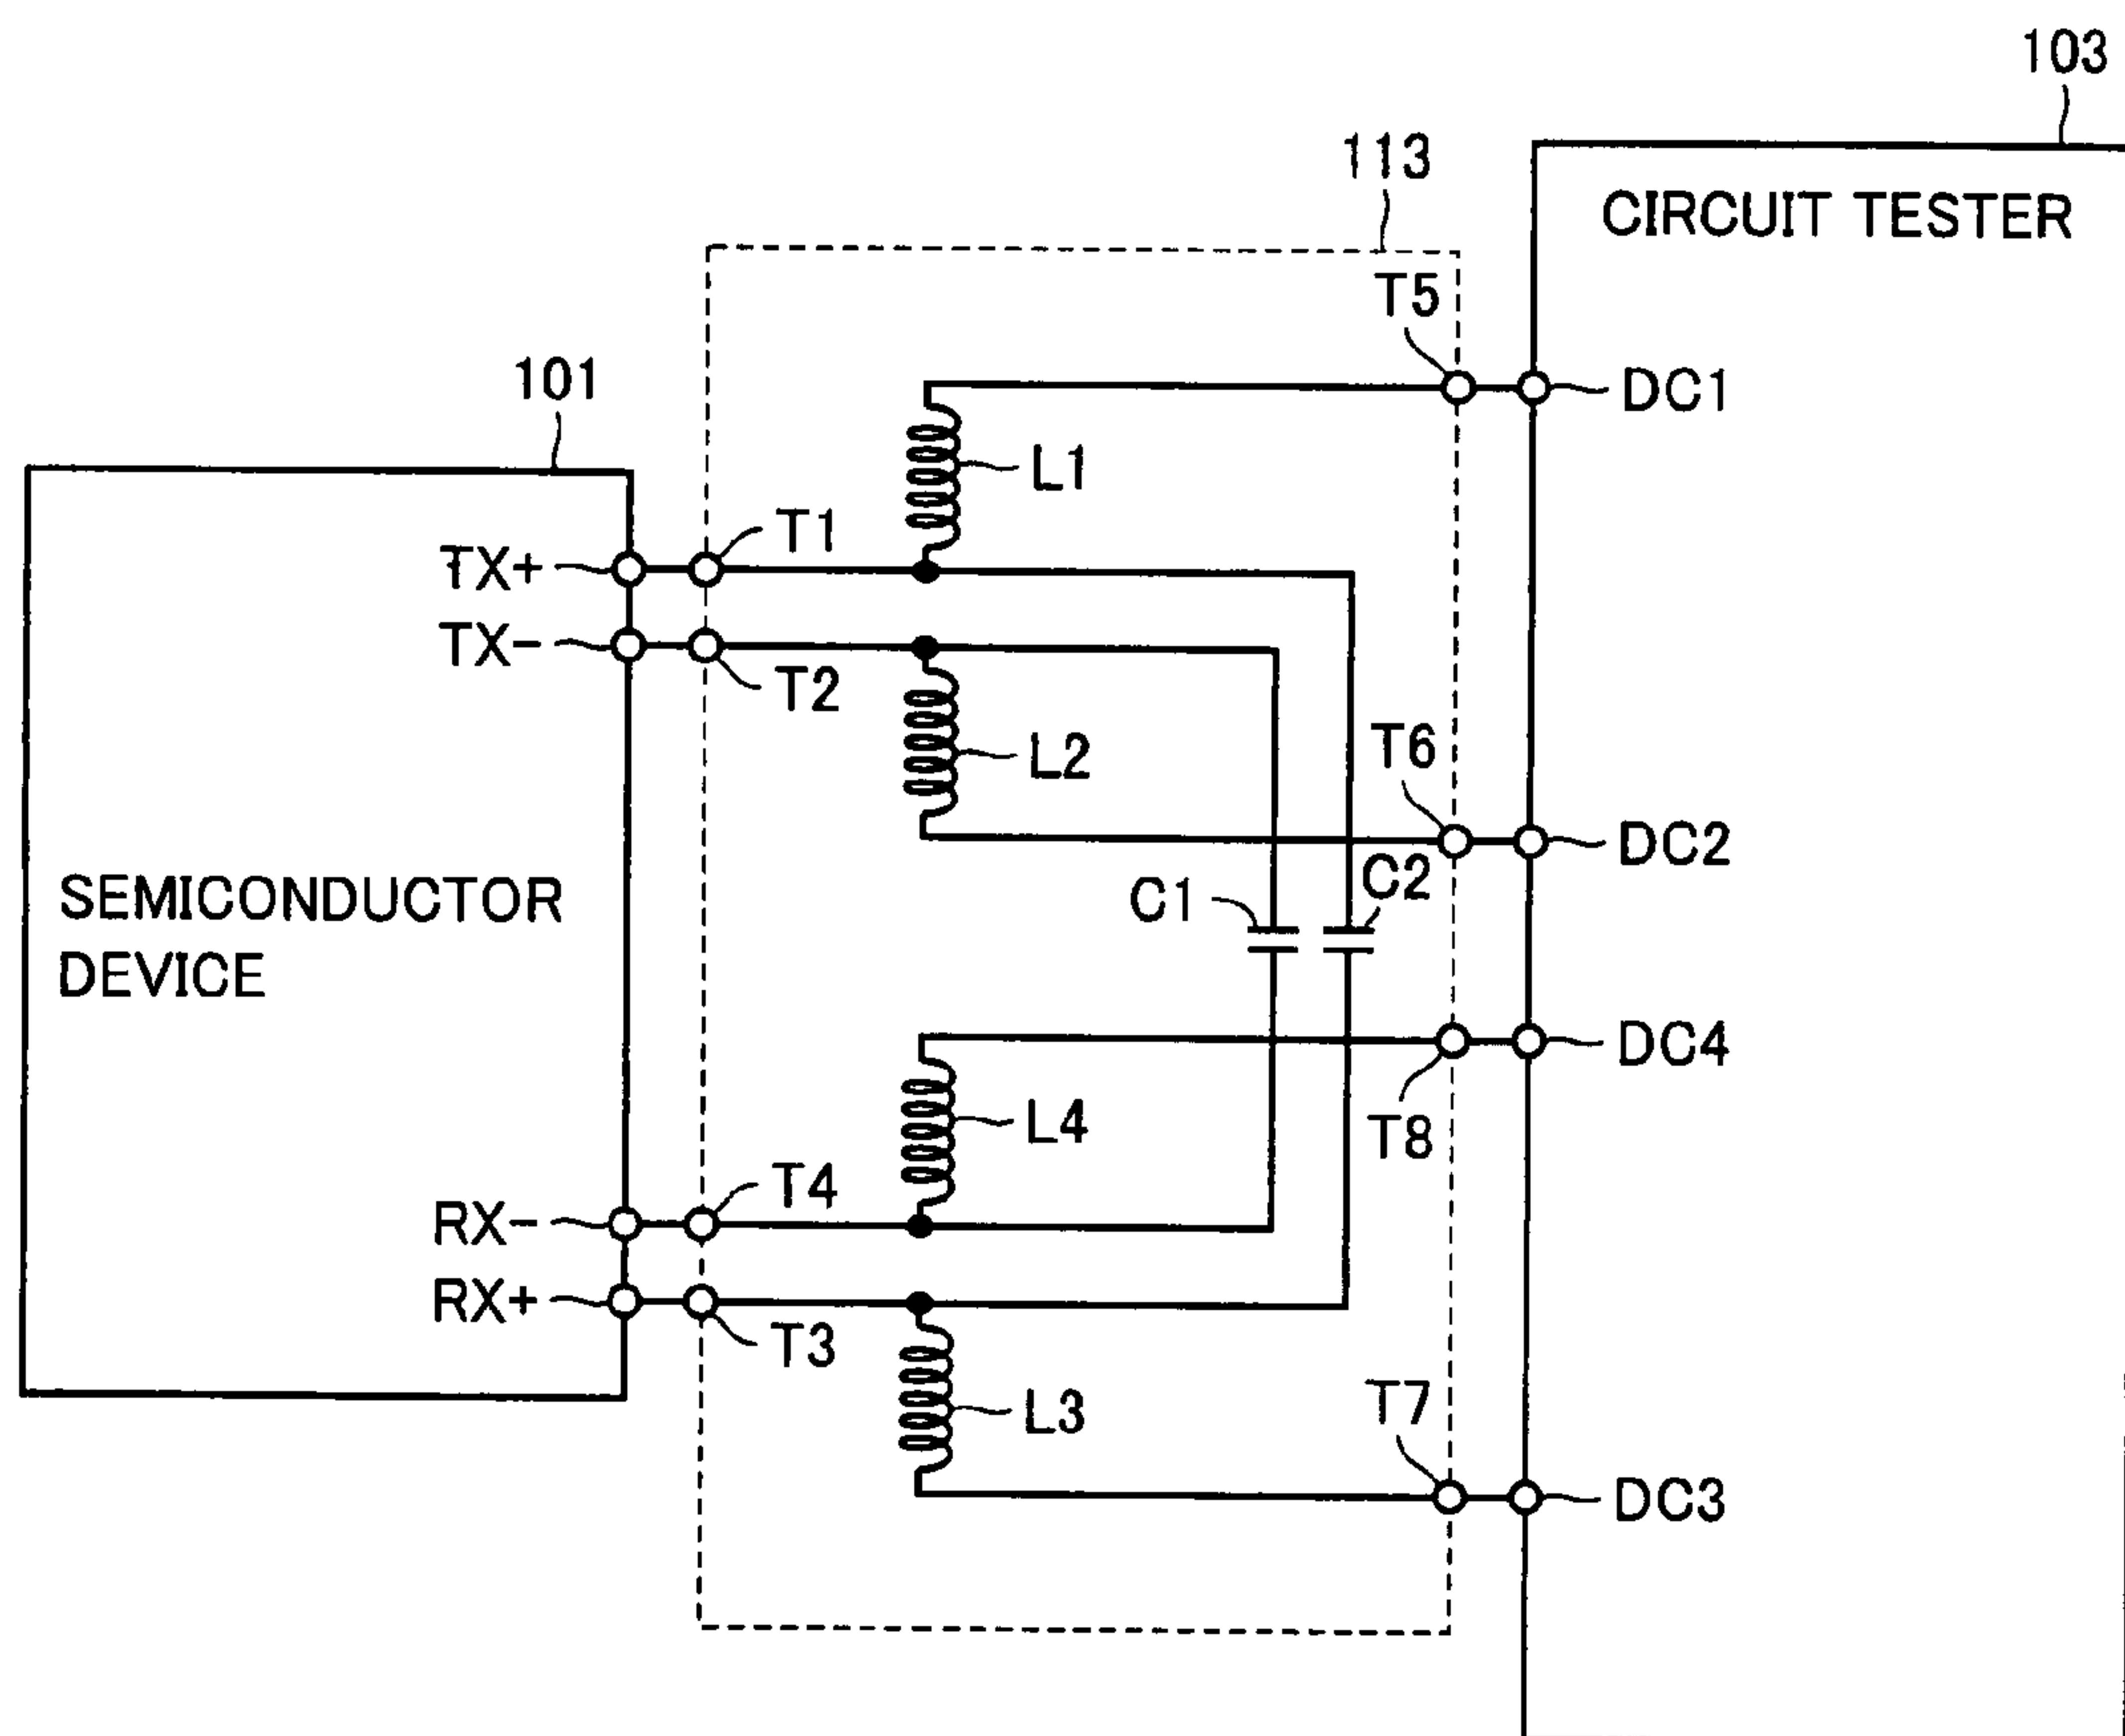 103
113
CIRCUIT TESTER
T5
101
DC1
L1
T1
TX+
TX-
T2
T6
L2
DC2
C2
C1
SEMICONDUCTOR
DEVICE
DC4
L4
T8
T4
RX-
RX+
T3
T7
L3
DC3